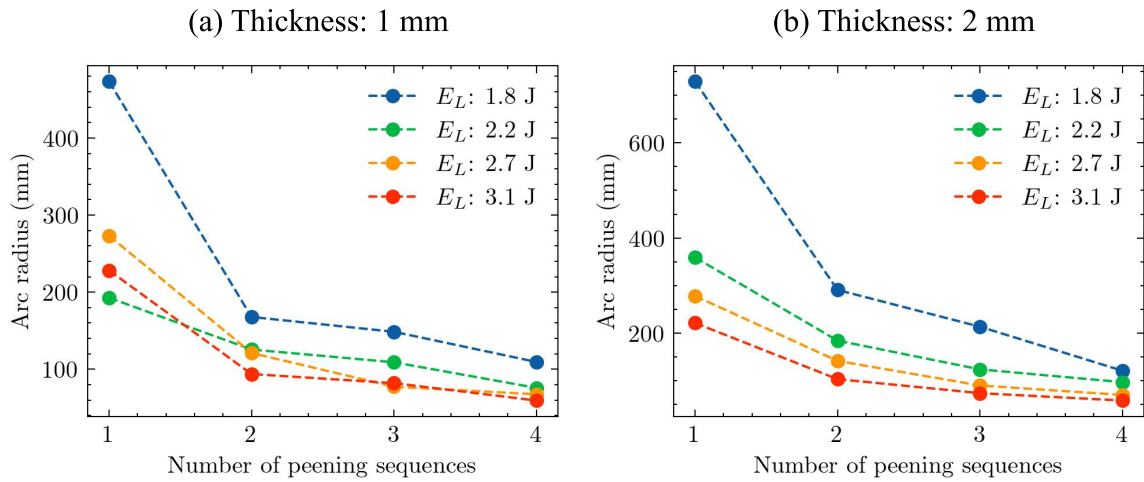 (a) Thickness: 1 mm
Arc radius (mm)
400
300
200
100
1 2 3 4
Number of peening sequences
E_L: 1.8 J
E_L: 2.2 J
E_L: 2.7 J
E_L: 3.1 J
(b) Thickness: 2 mm
Arc radius (mm)
600
400
200
1 2 3 4
Number of peening sequences
E_L: 1.8 J
E_L: 2.2 J
E_L: 2.7 J
E_L: 3.1 J